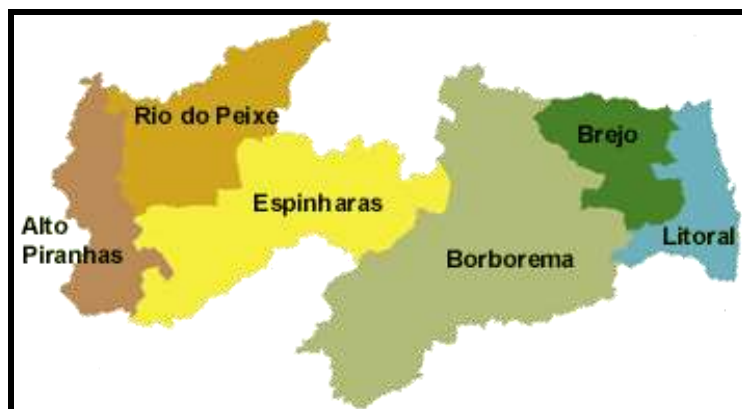 Rio do Peixe
Brejo
Espinharas
Alto
Piranhas
Litoral
Borborema